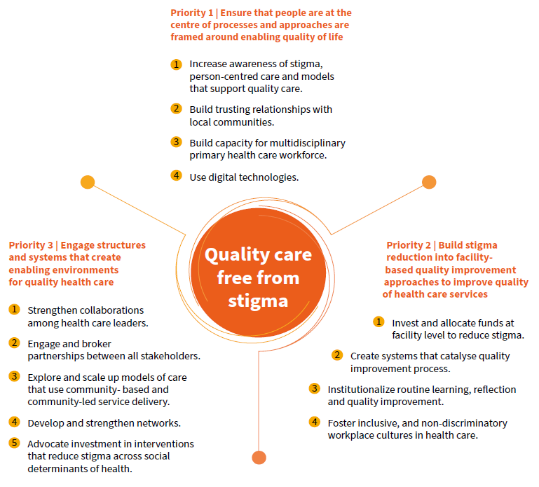 Priority 1 | Ensure that people are at the
centre of processes and approaches are
framed around enabling quality of life
1 Increase awareness of stigma,
person-centred care and models
that support quality care.
2 Build trusting relationships with
local communities.
3 Build capacity for multidisciplinary
primary health care workforce.
4 Use digital technologies.
Quality care
free from
stigma
Priority 2 | Build stigma
reduction into facility-
based quality improvement
approaches to improve quality
of health care services
1 Invest and allocate funds at
facility level to reduce stigma.
2 Create systems that catalyse quality
improvement process.
3 Institutionalize routine learning, reflection
and quality improvement.
4 Foster inclusive, and non-discriminatory
workplace cultures in health care.
Priority 3 | Engage structures
and systems that create
enabling environments
for quality health care
1 Strengthen collaborations
among health care leaders.
2 Engage and broker
partnerships between all stakeholders.
3 Explore and scale up models of care
that use community- based and
community-led service delivery.
4 Develop and strengthen networks.
5 Advocate investment in interventions
that reduce stigma across social
determinants of health.